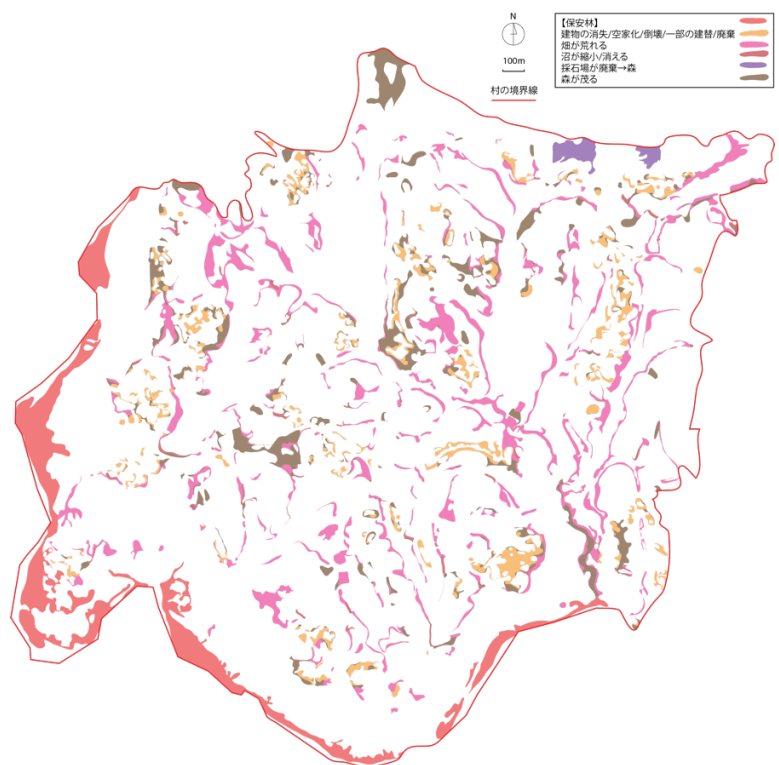 N
100m
村の境界線
【保安林】
建物の消失/空家化/倒壊/一部の建替/廃棄
畑が荒れる
沼が縮小/消える
採石場が廃棄→森
森が茂る